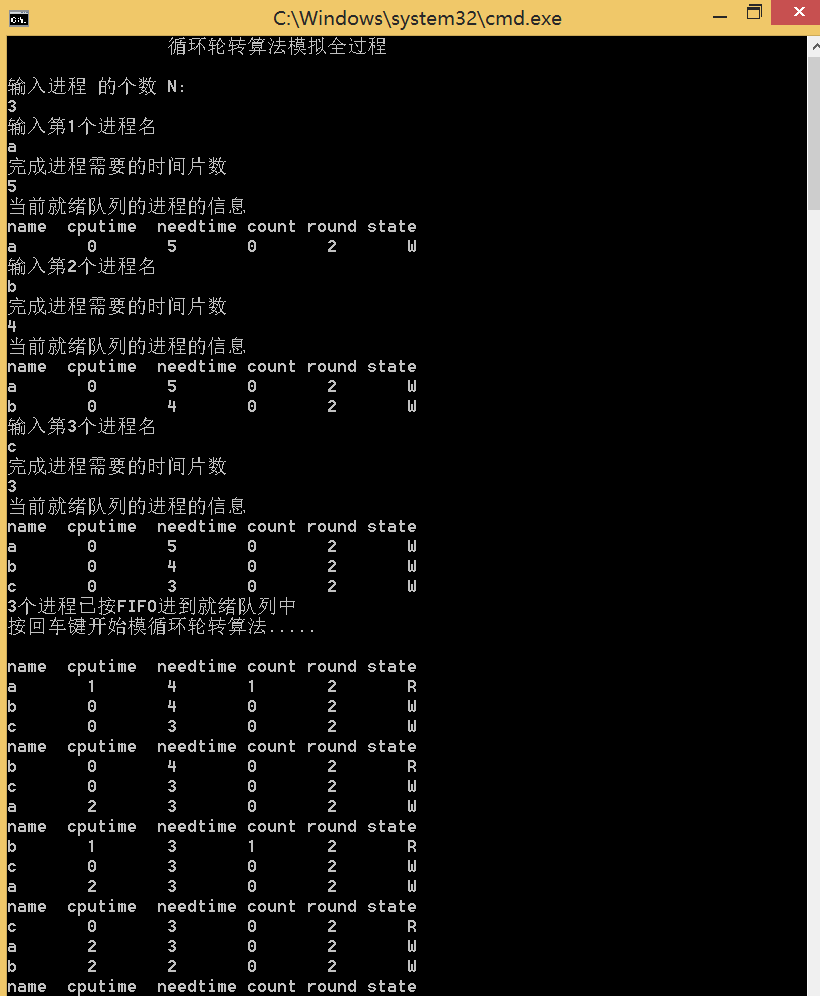 C:\Windows\system32\cmd.exe
循环轮转算法模拟全过程
输入进程 的个数 N:
3
输入第1个进程名
a
完成进程需要的时间片数
5
当前就绪队列的进程的信息
name cputime needtime count round state
a 0 5 0 2 W
输入第2个进程名
b
完成进程需要的时间片数
4
当前就绪队列的进程的信息
name cputime needtime count round state
a 0 5 0 2 W
b 0 4 0 2 W
输入第3个进程名
c
完成进程需要的时间片数
3
当前就绪队列的进程的信息
name cputime needtime count round state
a 0 5 0 2 W
b 0 4 0 2 W
c 0 3 0 2 W
3个进程已按FIFO进到就绪队列中
按回车键开始模循环轮转算法.....
name cputime needtime count round state
a 1 4 1 2 R
b 0 4 0 2 W
c 0 3 0 2 W
name cputime needtime count round state
b 0 4 0 2 R
c 0 3 0 2 W
a 2 3 0 2 W
name cputime needtime count round state
b 1 3 1 2 R
c 0 3 0 2 W
a 2 3 0 2 W
name cputime needtime count round state
c 0 3 0 2 R
a 2 3 0 2 W
b 2 2 0 2 W
name cputime needtime count round state